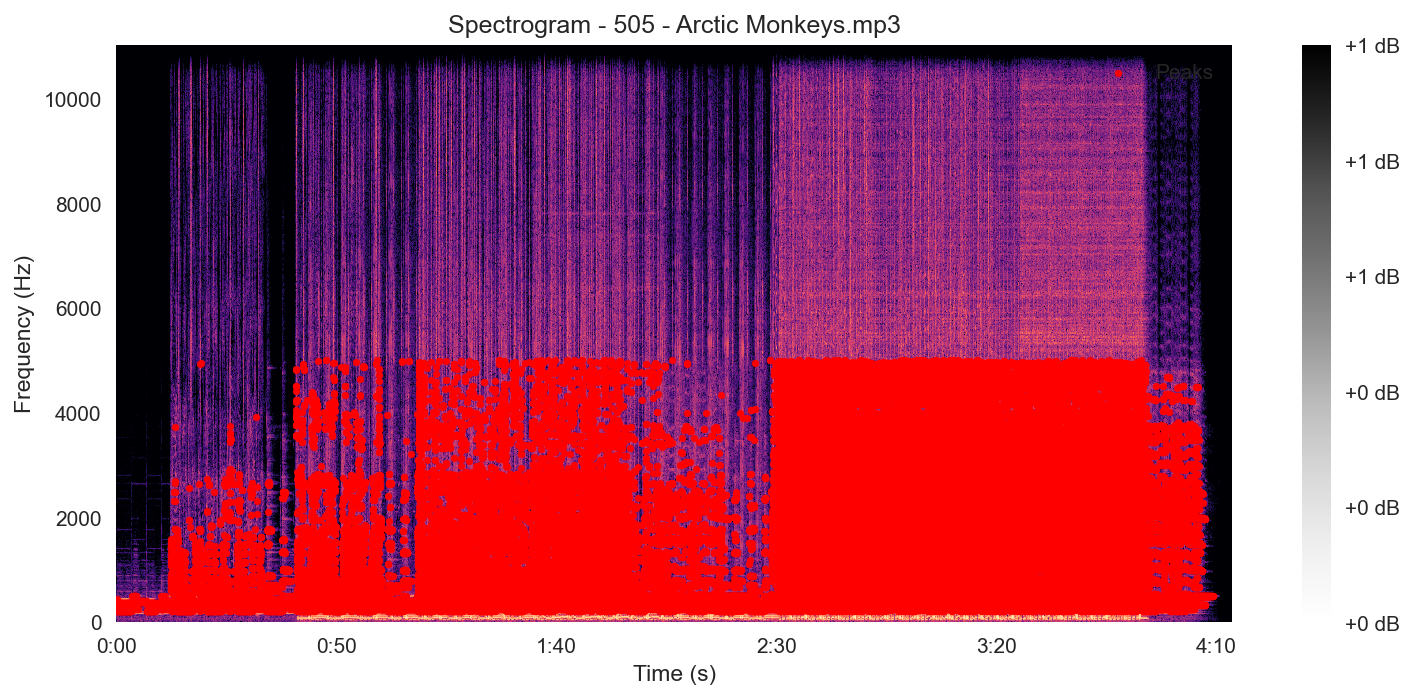 Spectrogram - 505 - Arctic Monkeys.mp3
Peaks
Frequency (Hz)
10000
8000
6000
4000
2000
0
0:00
0:50
1:40
2:30
3:20
4:10
Time (s)
+1 dB
+1 dB
+1 dB
+0 dB
+0 dB
+0 dB